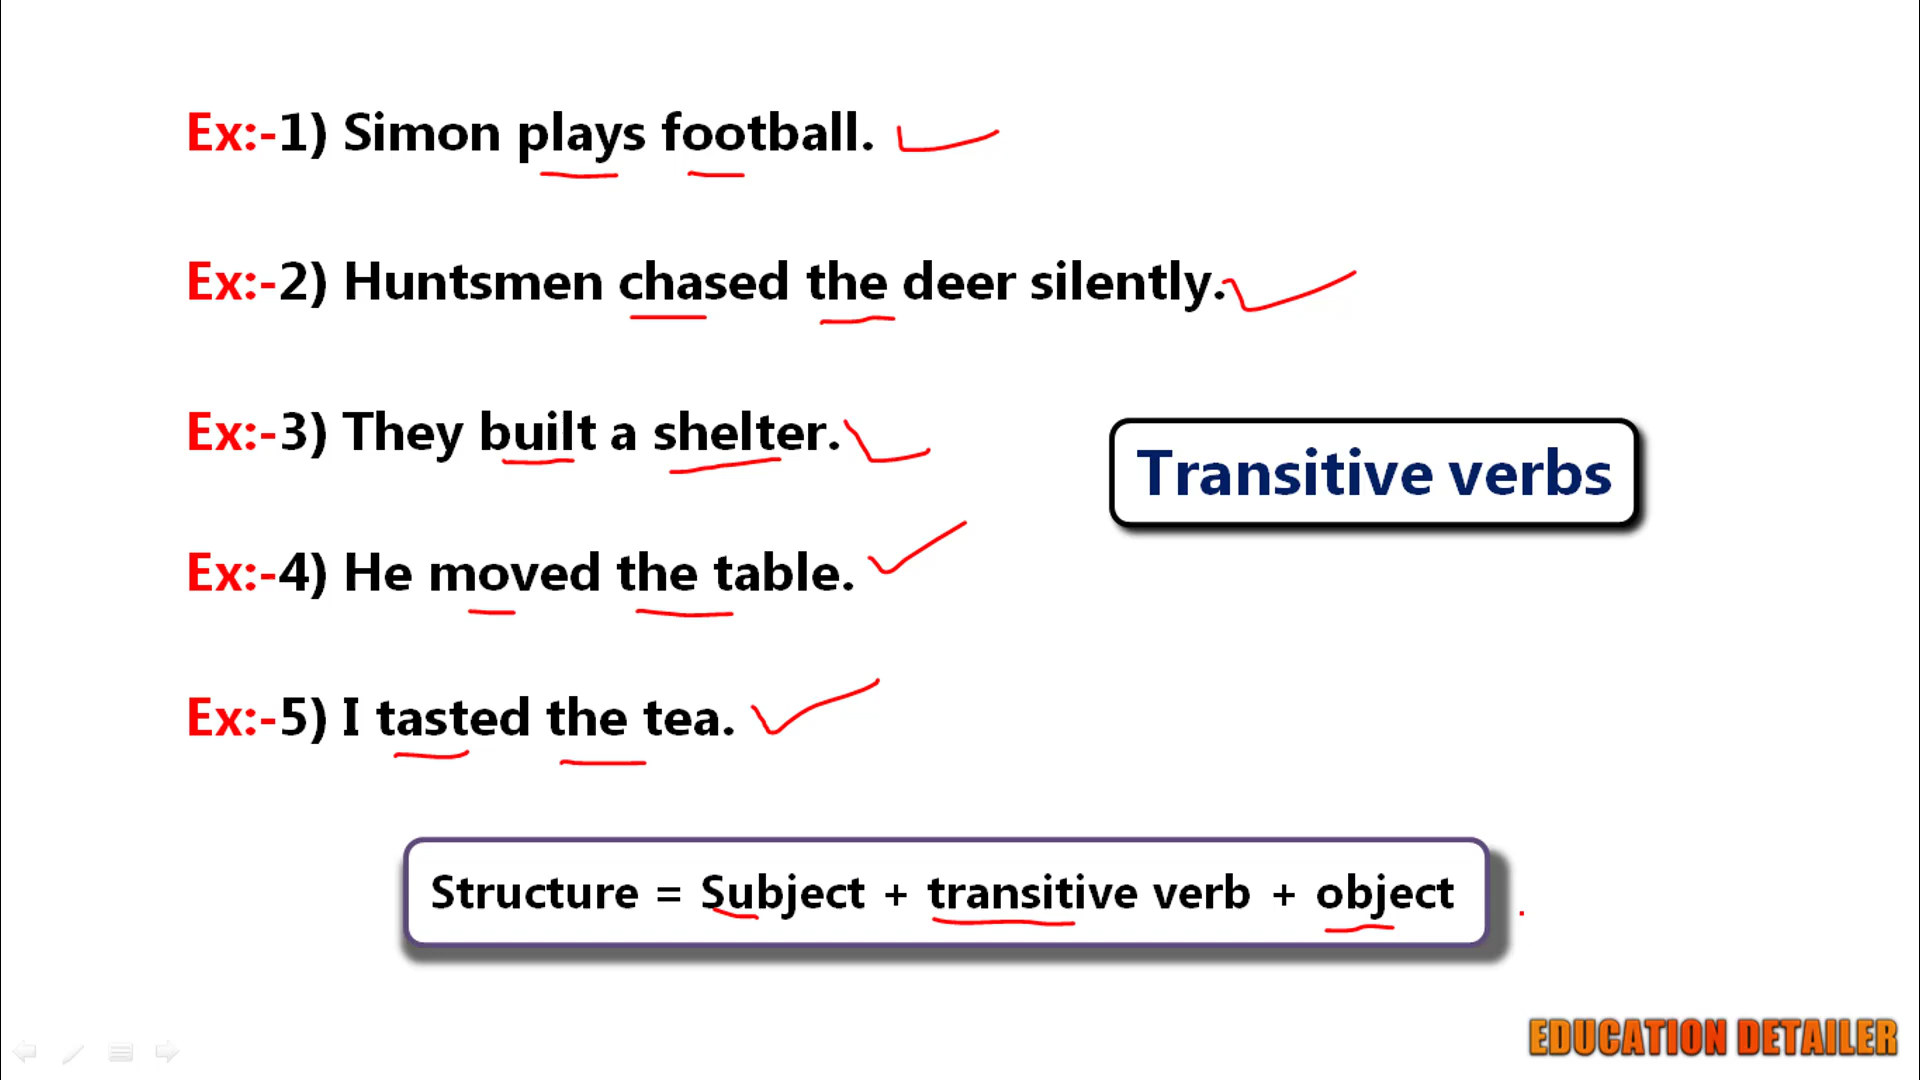 Ex:-1) Simon plays football.
Ex:-2) Huntsmen chased the deer silently.
Ex:-3) They built a shelter.
Transitive verbs
Ex:-4) He moved the table.
Ex:-5) I tasted the tea.
Structure = Subject + transitive verb + object
EDUCATION DETAILER